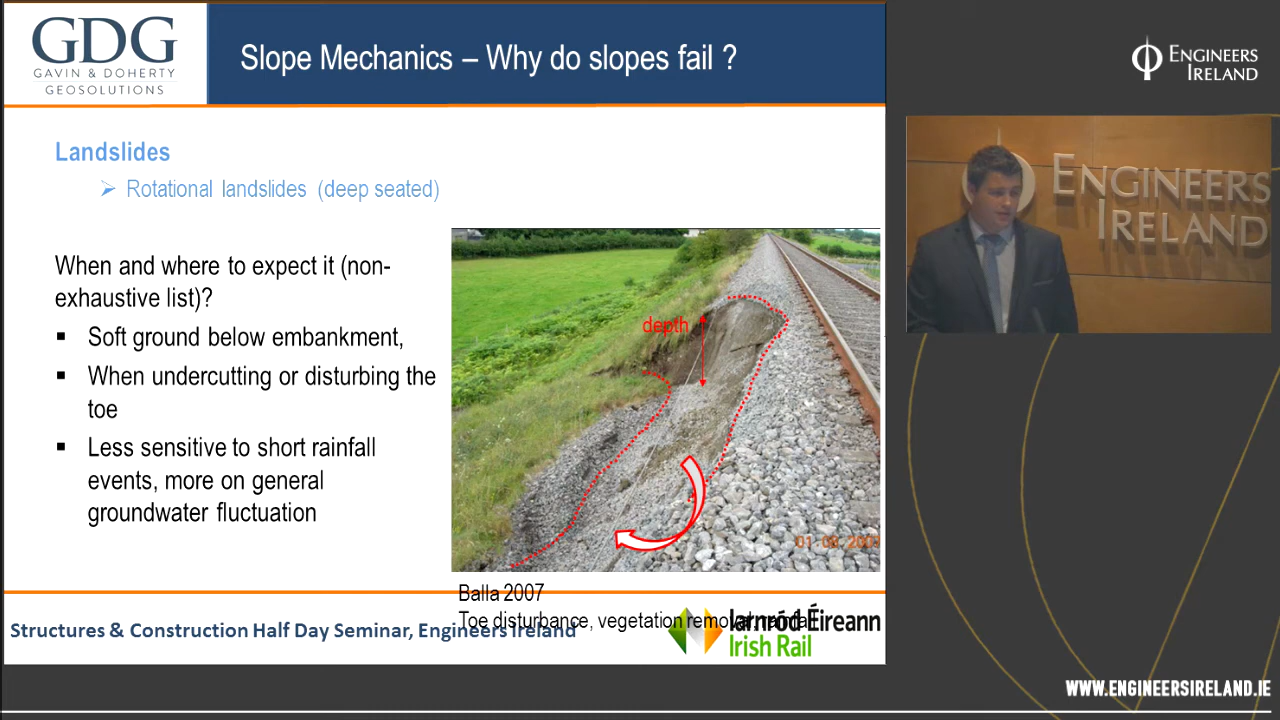 GDG
GAVIN & DOHERTY
GEOSOLUTIONS
Slope Mechanics – Why do slopes fail ?
ENGINEERS
IRELAND
ENGINEERS
IRELAND
Landslides
Rotational landslides (deep seated)
When and where to expect it (non-
exhaustive list)?
Soft ground below embankment,
When undercutting or disturbing the
toe
Less sensitive to short rainfall
events, more on general
groundwater fluctuation
depth
Balla 2007
Toe disturbance, vegetation removal, rainfall
Structures & Construction Half Day Seminar, Engineers Ireland
Iarnród Éireann
Irish Rail
WWW.ENGINEERSIRELAND.IE